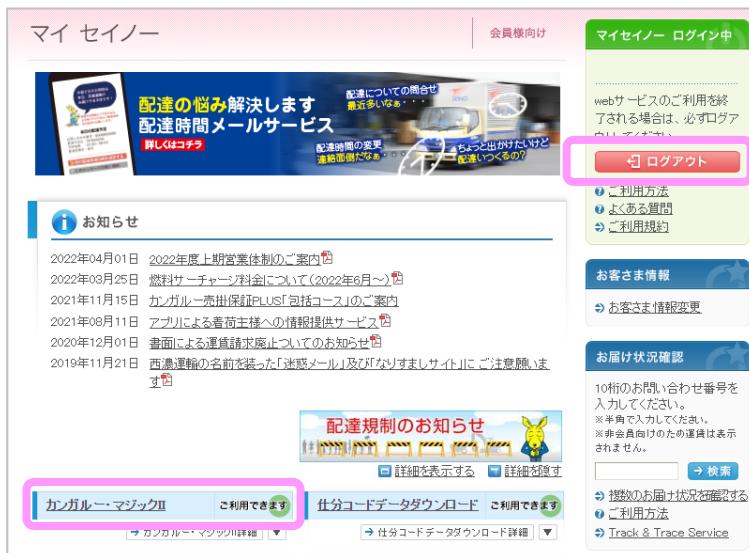 マイ セイノー
会員様向け
配達の悩み解決します
配達時間メールサービス
詳しくはコチラ
配達についての問合せ
最近多いなぁ・・・
配達時間の変更
連絡面倒だなぁ・・・
ちょっと出かけたいけど
配達いつくるの?
お知らせ
2022年04月01日 2022年度上期営業体制のご案内
2022年03月25日 燃料サーチャージ料金について(2022年6月~)
2021年11月15日 カンガルー売掛保証PLUS「包括コース」のご案内
2021年08月11日 アプリによる着荷主様への情報提供サービス
2020年12月01日 書面による運賃請求廃止についてのお知らせ
2019年11月21日 西濃運輸の名前を装った「迷惑メール」及び「なりすましサイト」に ご注意願いま
す
配達規制のお知らせ
詳細を表示する 詳細を隠す
カンガルー・マジックII ご利用できます
仕分コードデータダウンロード ご利用できます
カンガルー・マジックII詳細
仕分コードデータダウンロード詳細
マイセイノー ログイン中
webサービスのご利用を終
了される場合は、必ずログア
ログアウト
ご利用方法
よくある質問
ご利用規約
お客さま情報
お客さま情報変更
お届け状況確認
10桁のお問い合わせ番号を
入力してください。
※半角で入力してください。
※非会員向けのため運賃は表示
されません。
検索
複数のお届け状況を確認する
ご利用方法
Track & Trace Service